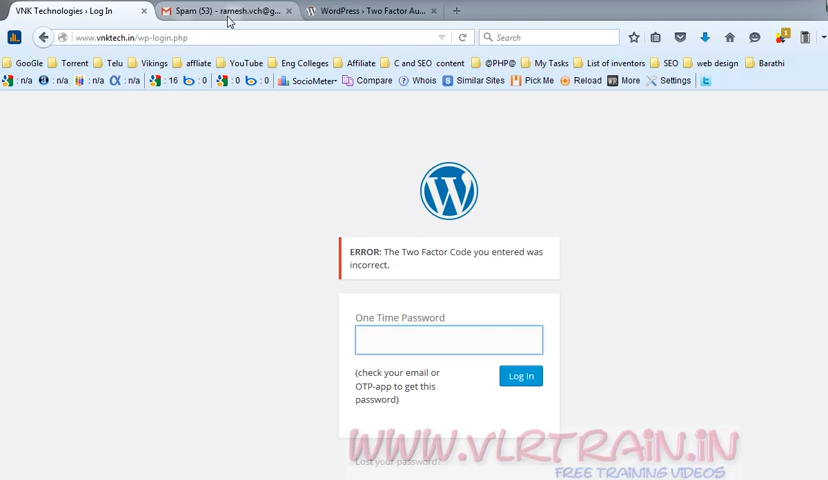 VNK Technologies › Log In
Spam (53) - ramesh.vch@g...
WordPress › Two Factor Au...
www.vnktech.in/wp-login.php
Search
GooGle Torrent Telu Vikings affliate YouTube Eng Colleges Affiliate C and SEO content @PHP@ My Tasks List of inventors SEO web design Barathi
: n/a : n/a : n/a : n/a : 16 : 0 : 0 : 0 SocioMeter Compare Whois Similar Sites Pick Me Reload More Settings
ERROR: The Two Factor Code you entered was
incorrect.
One Time Password
(check your email or
OTP-app to get this
password)
Log In
Lost your password?
WWW.VLRTRAIN.IN
FREE TRAINING VIDEOS